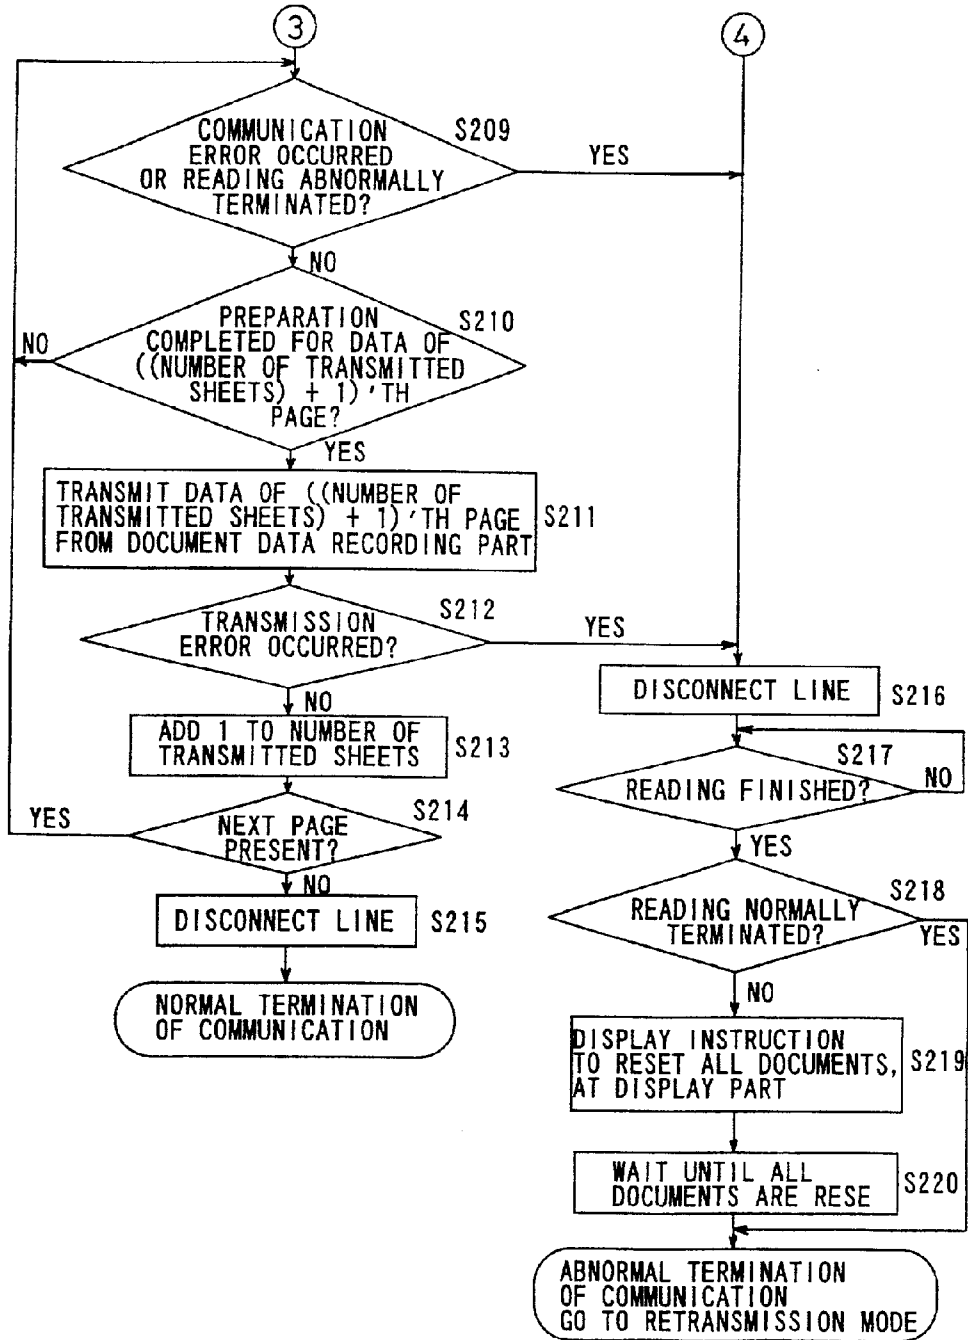 3
4
COMMUNICATION
ERROR OCCURRED
OR READING ABNORMALLY
TERMINATED?
S209
YES
NO
PREPARATION
COMPLETED FOR DATA OF
((NUMBER OF TRANSMITTED
SHEETS) + 1)'TH
PAGE?
S210
NO
YES
TRANSMIT DATA OF ((NUMBER OF
TRANSMITTED SHEETS) + 1)'TH PAGE
FROM DOCUMENT DATA RECORDING PART
S211
TRANSMISSION
ERROR OCCURRED?
S212
YES
NO
ADD 1 TO NUMBER OF
TRANSMITTED SHEETS
S213
NEXT PAGE
PRESENT?
S214
YES
NO
DISCONNECT LINE
S215
NORMAL TERMINATION
OF COMMUNICATION
DISCONNECT LINE
S216
READING FINISHED?
S217
NO
YES
READING NORMALLY
TERMINATED?
S218
YES
NO
DISPLAY INSTRUCTION
TO RESET ALL DOCUMENTS,
AT DISPLAY PART
S219
WAIT UNTIL ALL
DOCUMENTS ARE RESE
S220
ABNORMAL TERMINATION
OF COMMUNICATION
GO TO RETRANSMISSION MODE